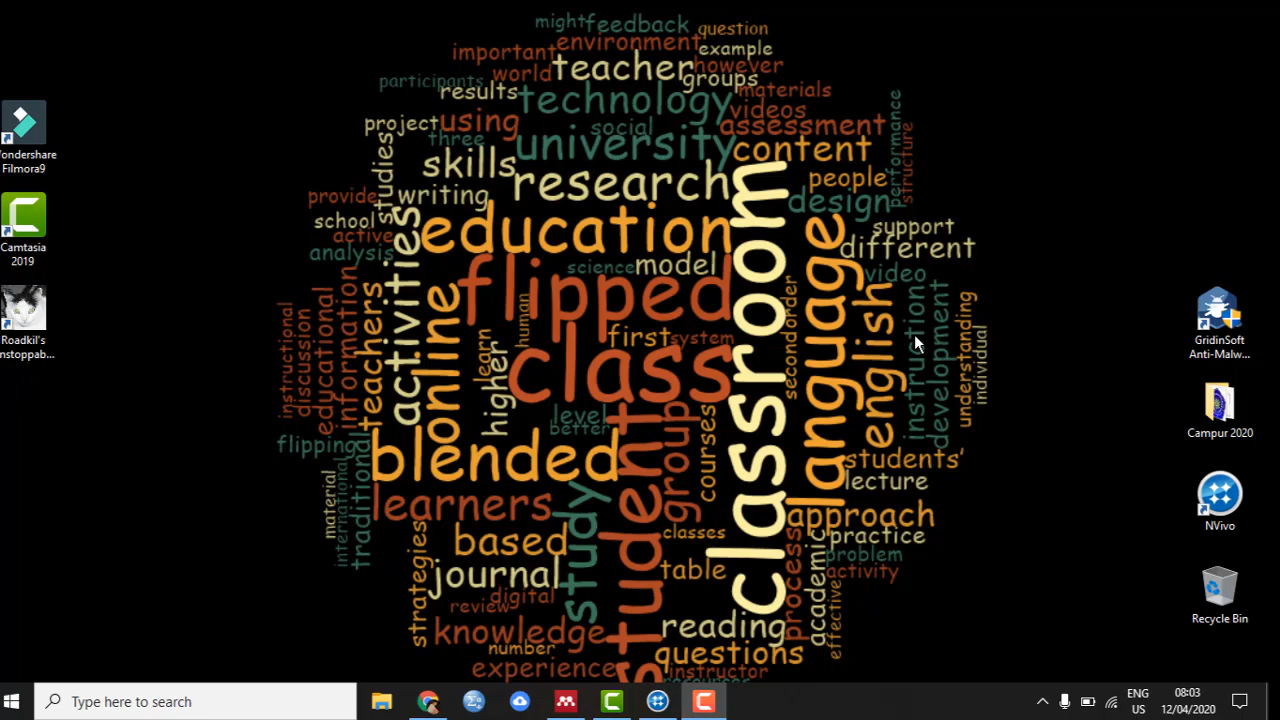 might feedback question
important environment example
participants world teacher groups however
results technology materials
project using social videos
three university assessment
studies skills research content
provide writing people performance structure
school education design
active activities different support
analysis science model video
flipped classroom language
instructional discussion educational information teachers online
human first system secondorder english instruction development understanding individual
learn higher class
level better
flipping traditional blended student group courses students'
material international learners lecture
strategies based study classes approach
journal table process academic practice
digital review problem
activity effective
knowledge reading
number questions
experience instructor
resources
Wondershare
Filmora9
Camtasia
2019
Roadkil's
Unstoppab...
GridinSoft
Anti-Malw...
Campur 2020
NVivo
Recycle Bin
Type here to search
ENG
US
08:03
12/04/2020